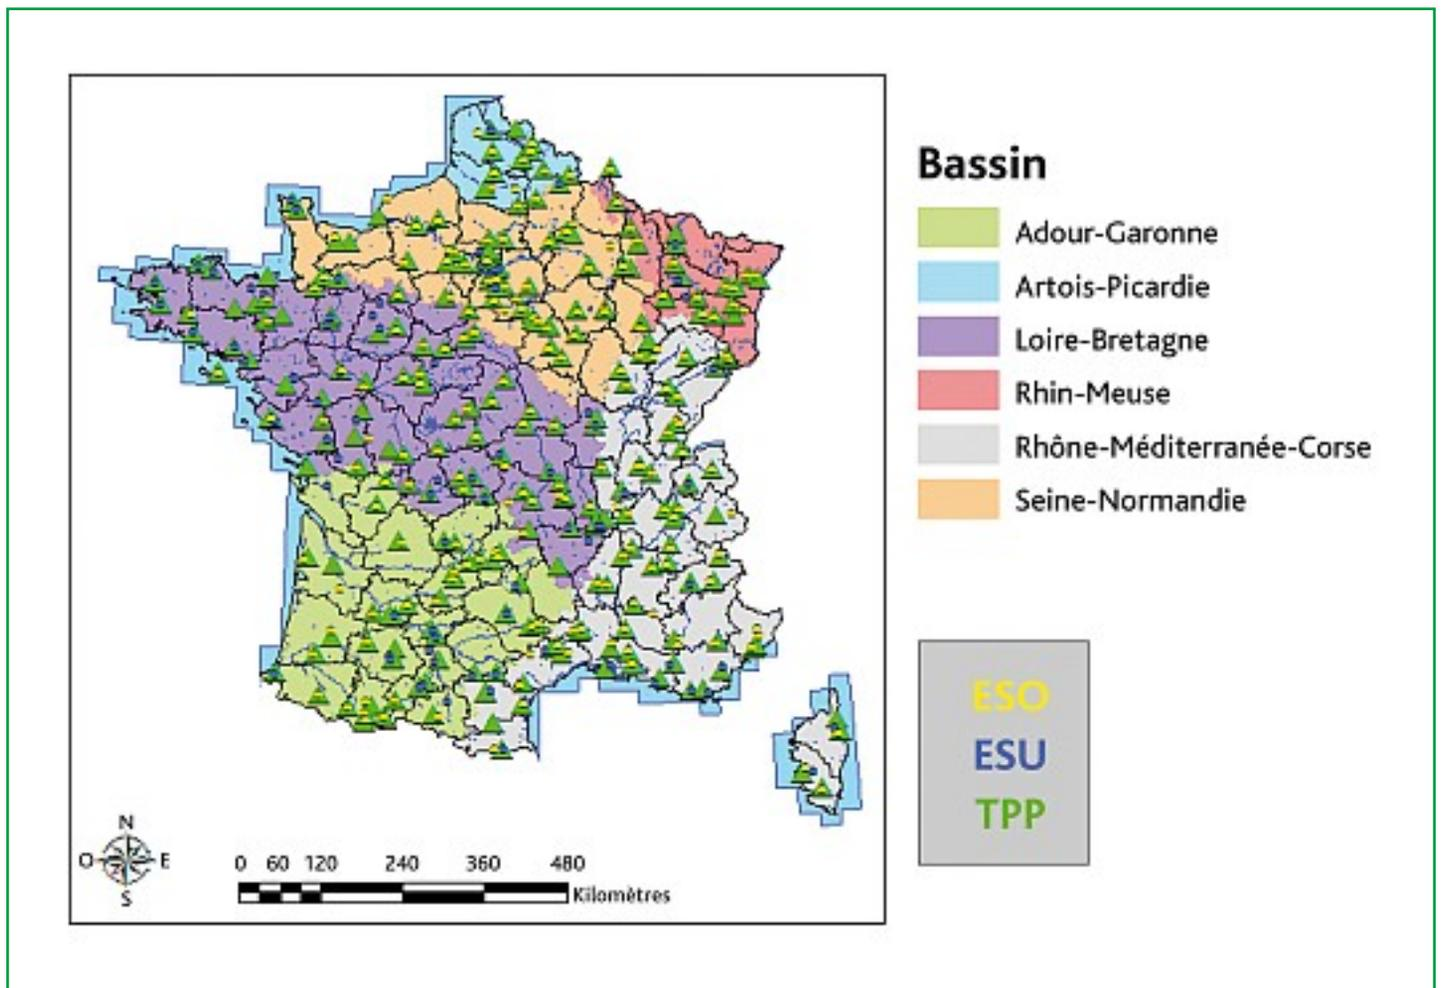 Bassin
Adour-Garonne
Artois-Picardie
Loire-Bretagne
Rhin-Meuse
Rhône-Méditerranée-Corse
Seine-Normandie
ESO
ESU
TPP
N
O E
S
0 60 120 240 360 480
Kilomètres